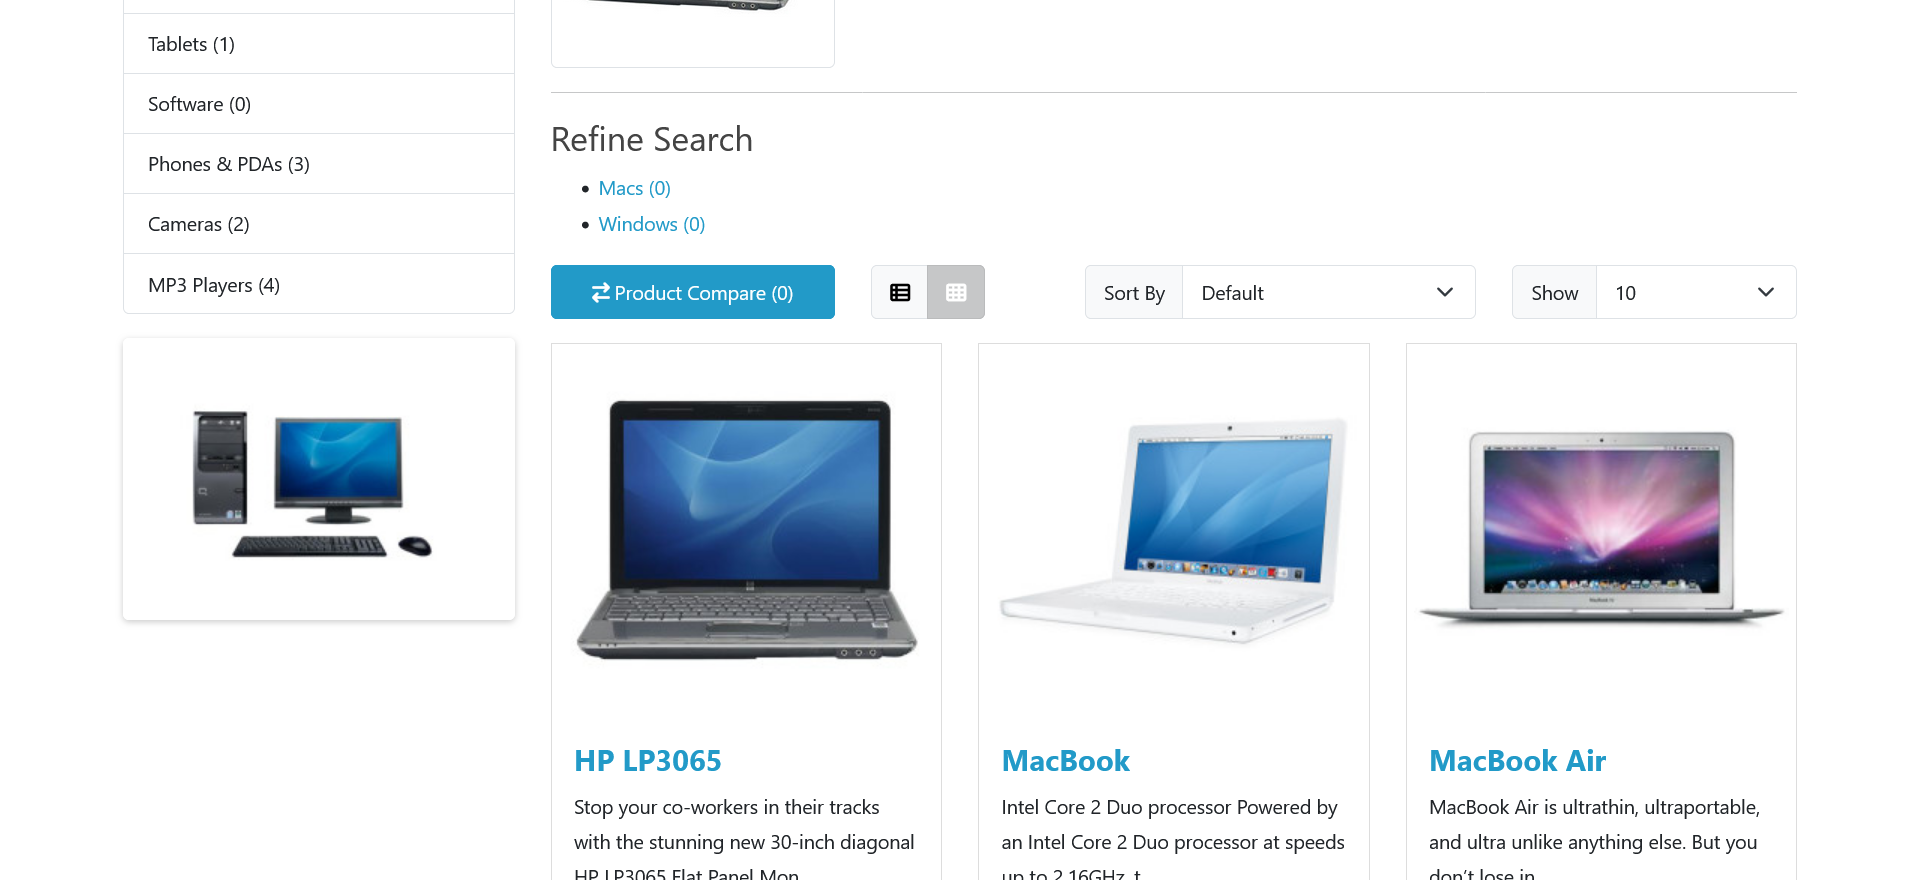 Tablets (1)
Software (0)
Phones & PDAs (3)
Cameras (2)
MP3 Players (4)
Refine Search
Macs (0)
Windows (0)
Product Compare (0)
Sort By
Default
Show
10
HP LP3065
Stop your co-workers in their tracks
with the stunning new 30-inch diagonal
HP LP3065 Flat Panel Mon
MacBook
Intel Core 2 Duo processor Powered by
an Intel Core 2 Duo processor at speeds
up to 2.16GHz, t
MacBook Air
MacBook Air is ultrathin, ultraportable,
and ultra unlike anything else. But you
don't lose in